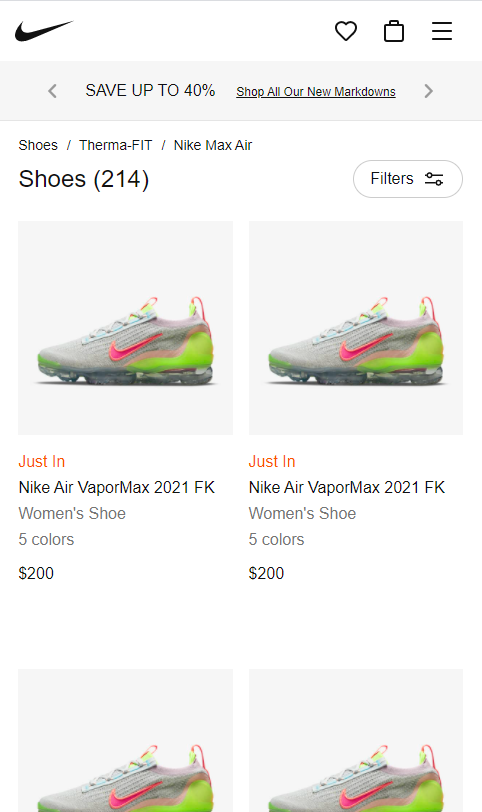 SAVE UP TO 40% Shop All Our New Markdowns
Shoes / Therma-FIT / Nike Max Air
Shoes (214)
Filters
Just In
Nike Air VaporMax 2021 FK
Women's Shoe
5 colors
$200
Just In
Nike Air VaporMax 2021 FK
Women's Shoe
5 colors
$200